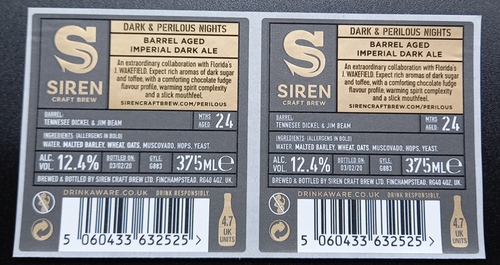 DARK & PERILOUS NIGHTS
BARREL AGED
IMPERIAL DARK ALE
An extraordinary collaboration with Florida's
J. WAKEFIELD. Expect rich aromas of dark sugar
and toffee, with a comforting chocolate fudge
flavour profile, warming spirit complexity
and a slick mouthfeel.
SIRENCRAFTBREW.COM/PERILOUS
S
SIREN
CRAFT BREW
BARREL:
TENNESSEE DICKEL & JIM BEAM
MTHS
AGED 24
INGREDIENTS: (ALLERGENS IN BOLD)
WATER, MALTED BARLEY, WHEAT, OATS, MUSCOVADO, HOPS, YEAST.
ALC.
VOL. 12.4%
BOTTLED ON:
03/02/20
GYLE:
G883
375ML e
BREWED & BOTTLED BY SIREN CRAFT BREW LTD. FINCHAMPSTEAD. RG40 4QZ. UK.
DRINKAWARE.CO.UK DRINK RESPONSIBLY.
4.7
UK
UNITS
5 060433 632525 >
DARK & PERILOUS NIGHTS
BARREL AGED
IMPERIAL DARK ALE
An extraordinary collaboration with Florida's
J. WAKEFIELD. Expect rich aromas of dark sugar
and toffee, with a comforting chocolate fudge
flavour profile, warming spirit complexity
and a slick mouthfeel.
SIRENCRAFTBREW.COM/PERILOUS
S
SIREN
CRAFT BREW
BARREL:
TENNESSEE DICKEL & JIM BEAM
MTHS
AGED 24
INGREDIENTS: (ALLERGENS IN BOLD)
WATER, MALTED BARLEY, WHEAT, OATS, MUSCOVADO, HOPS, YEAST.
ALC.
VOL. 12.4%
BOTTLED ON:
03/02/20
GYLE:
G883
375ML e
BREWED & BOTTLED BY SIREN CRAFT BREW LTD. FINCHAMPSTEAD. RG40 4QZ. UK.
DRINKAWARE.CO.UK DRINK RESPONSIBLY.
4.7
UK
UNITS
5 060433 632525 >